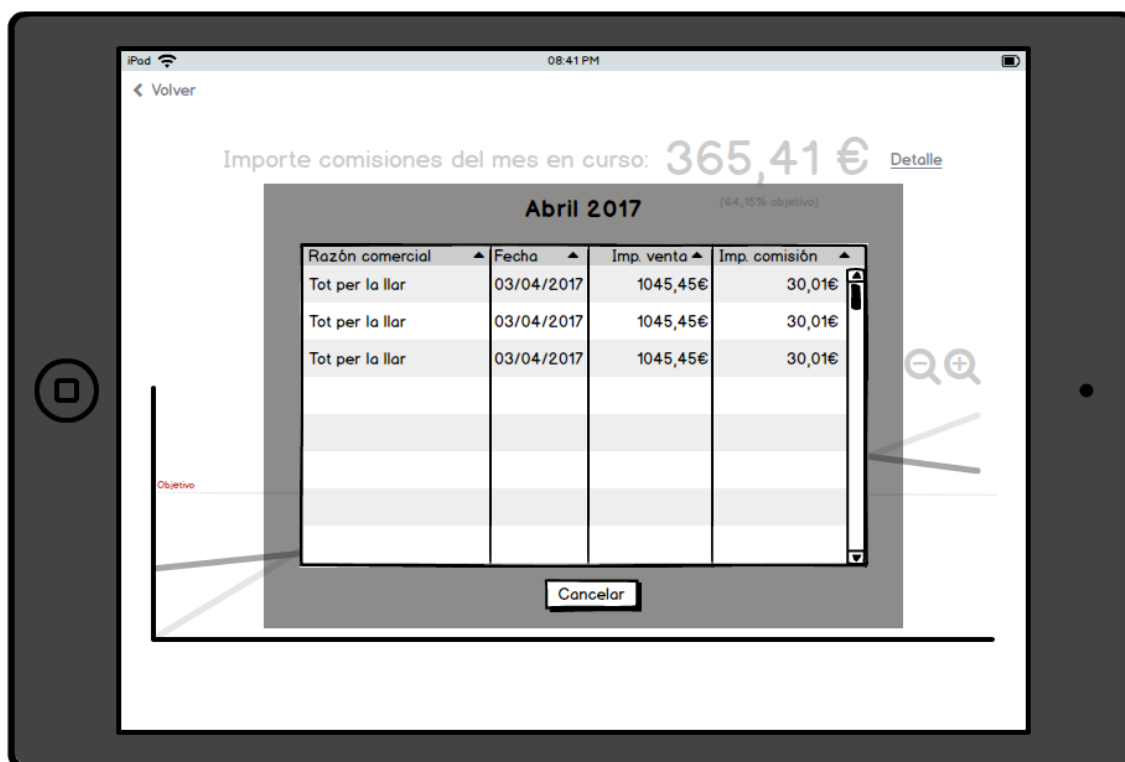 iPad 08:41 PM
Volver
Importe comisiones del mes en curso: 365,41 € Detalle
(64,15% objetivo)
Abril 2017
Razón comercial Fecha Imp. venta Imp. comisión
Tot per la llar 03/04/2017 1045,45€ 30,01€
Tot per la llar 03/04/2017 1045,45€ 30,01€
Tot per la llar 03/04/2017 1045,45€ 30,01€
Objetivo
Cancelar